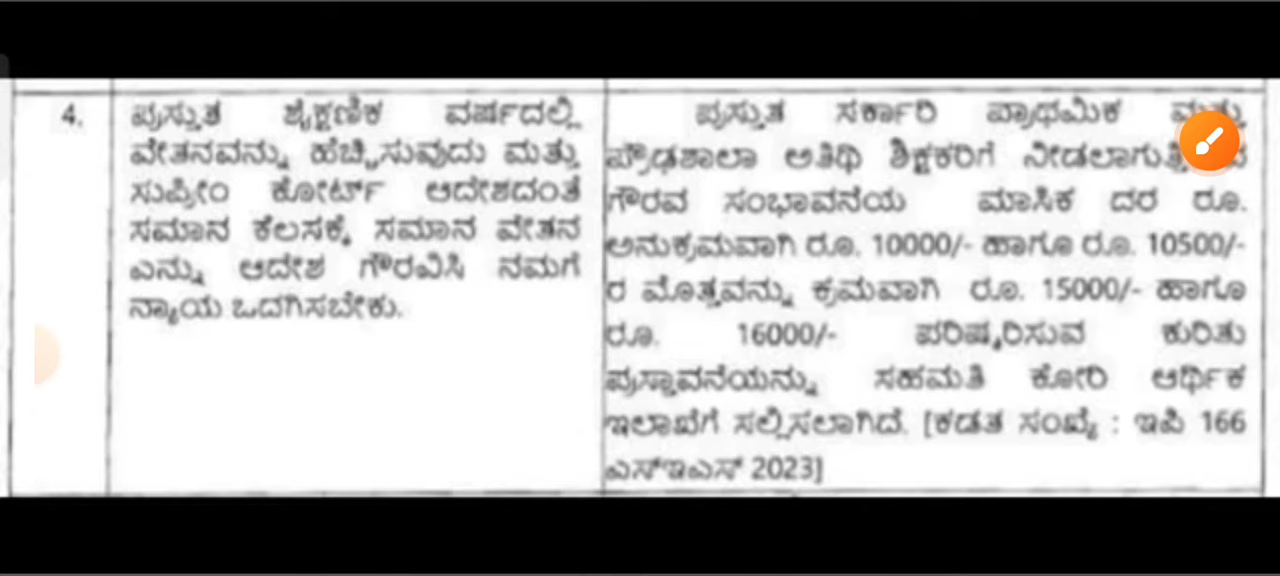 4.
ಪ್ರಸ್ತುತ ಶೈಕ್ಷಣಿಕ ವರ್ಷದಲ್ಲಿ
ವೇತನವನ್ನು ಹೆಚ್ಚಿಸುವುದು ಮತ್ತು
ಸುಪ್ರೀಂ ಕೋರ್ಟ್ ಆದೇಶದಂತೆ
ಸಮಾನ ಕೆಲಸಕ್ಕೆ ಸಮಾನ ವೇತನ
ಎನ್ನು ಆದೇಶ ಗೌರವಿಸಿ ನಮಗೆ
ನ್ಯಾಯ ಒದಗಿಸಬೇಕು.
ಪ್ರಸ್ತುತ ಸರ್ಕಾರಿ ಪ್ರಾಥಮಿಕ
ಪ್ರೌಢಶಾಲಾ ಅತಿಥಿ ಶಿಕ್ಷಕರಿಗೆ
ಗೌರವ ಸಂಭಾವನೆಯ ಮಾಸಿಕ ದರ ರೂ.
ಅನುಕ್ರಮವಾಗಿ ರೂ. 10000/- ಹಾಗೂ ರೂ. 10500/-
ರ ಮೊತ್ತವನ್ನು ಕ್ರಮವಾಗಿ ರೂ. 15000/- ಹಾಗೂ
ರೂ. 16000/- ಪರಿಷ್ಕರಿಸುವ ಕುರಿತು
ಪ್ರಸ್ತಾವನೆಯನ್ನು ಸಹಮತಿ ಕೋರಿ ಆರ್ಥಿಕ
ಇಲಾಖೆಗೆ ಸಲ್ಲಿಸಲಾಗಿದೆ. [ಕಡತ ಸಂಖ್ಯೆ : ಇಪಿ 166
ಎಸ್‌ಇಎಸ್ 2023]